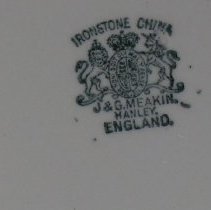 IRONSTONE CHINA
J & G. MEAKIN.
HANLEY.
ENGLAND.